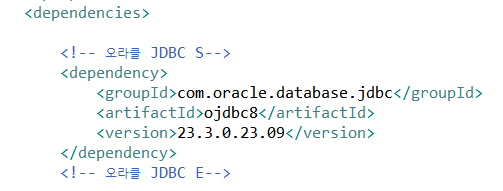 <dependencies>
<!-- 오라클 JDBC S-->
<dependency>
<groupId>com.oracle.database.jdbc</groupId>
<artifactId>ojdbc8</artifactId>
<version>23.3.0.23.09</version>
</dependency>
<!-- 오라클 JDBC E-->